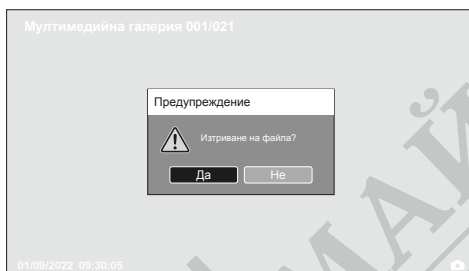 Мултимедийна галерия 001/021
Предупреждение
Изтриване на файла?
Да
Не
01/09/2022 09:30:05